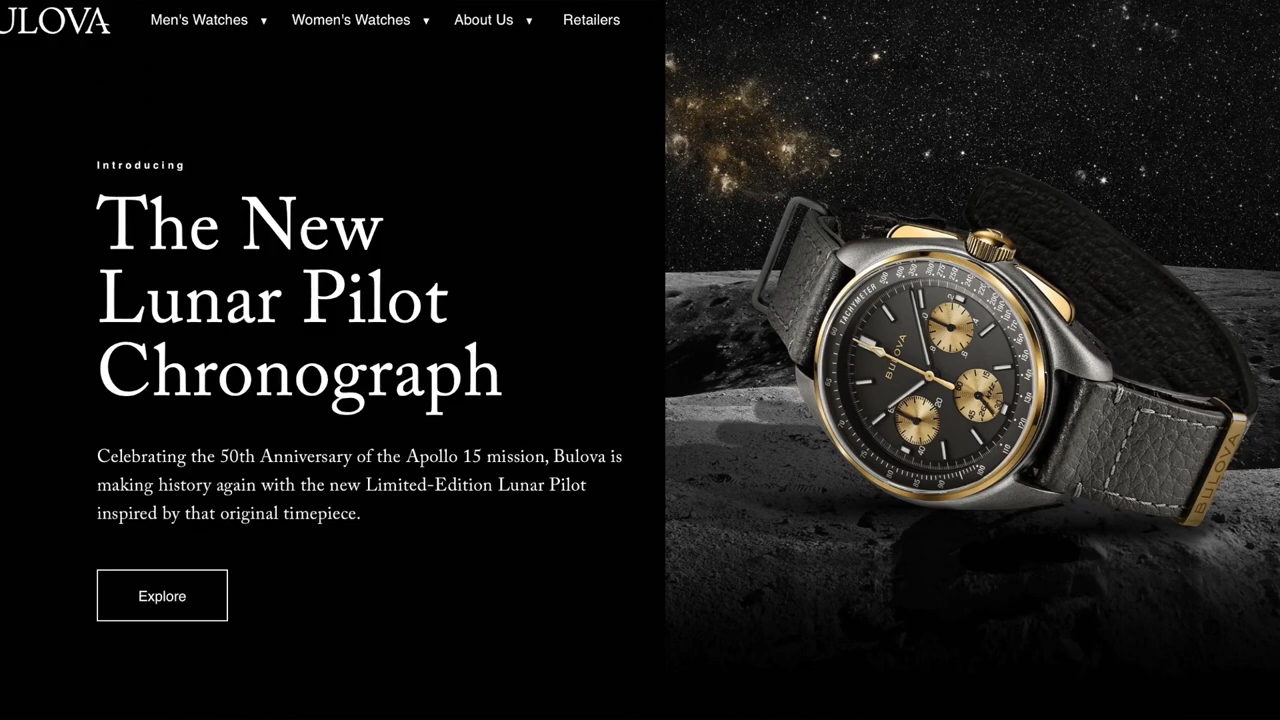 ULOVA
Men's Watches ▼ Women's Watches ▼ About Us ▼ Retailers
Introducing
The New
Lunar Pilot
Chronograph
Celebrating the 50th Anniversary of the Apollo 15 mission, Bulova is
making history again with the new Limited-Edition Lunar Pilot
inspired by that original timepiece.
Explore
TACHYMETER
BULOVA
BULOVA